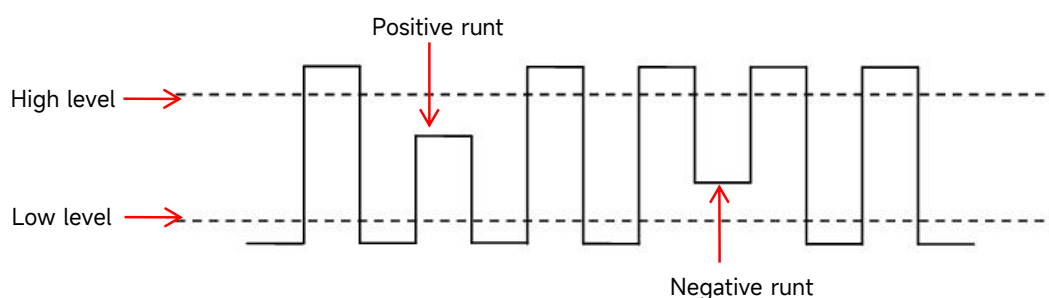 Positive runt
High level
Low level
Negative runt